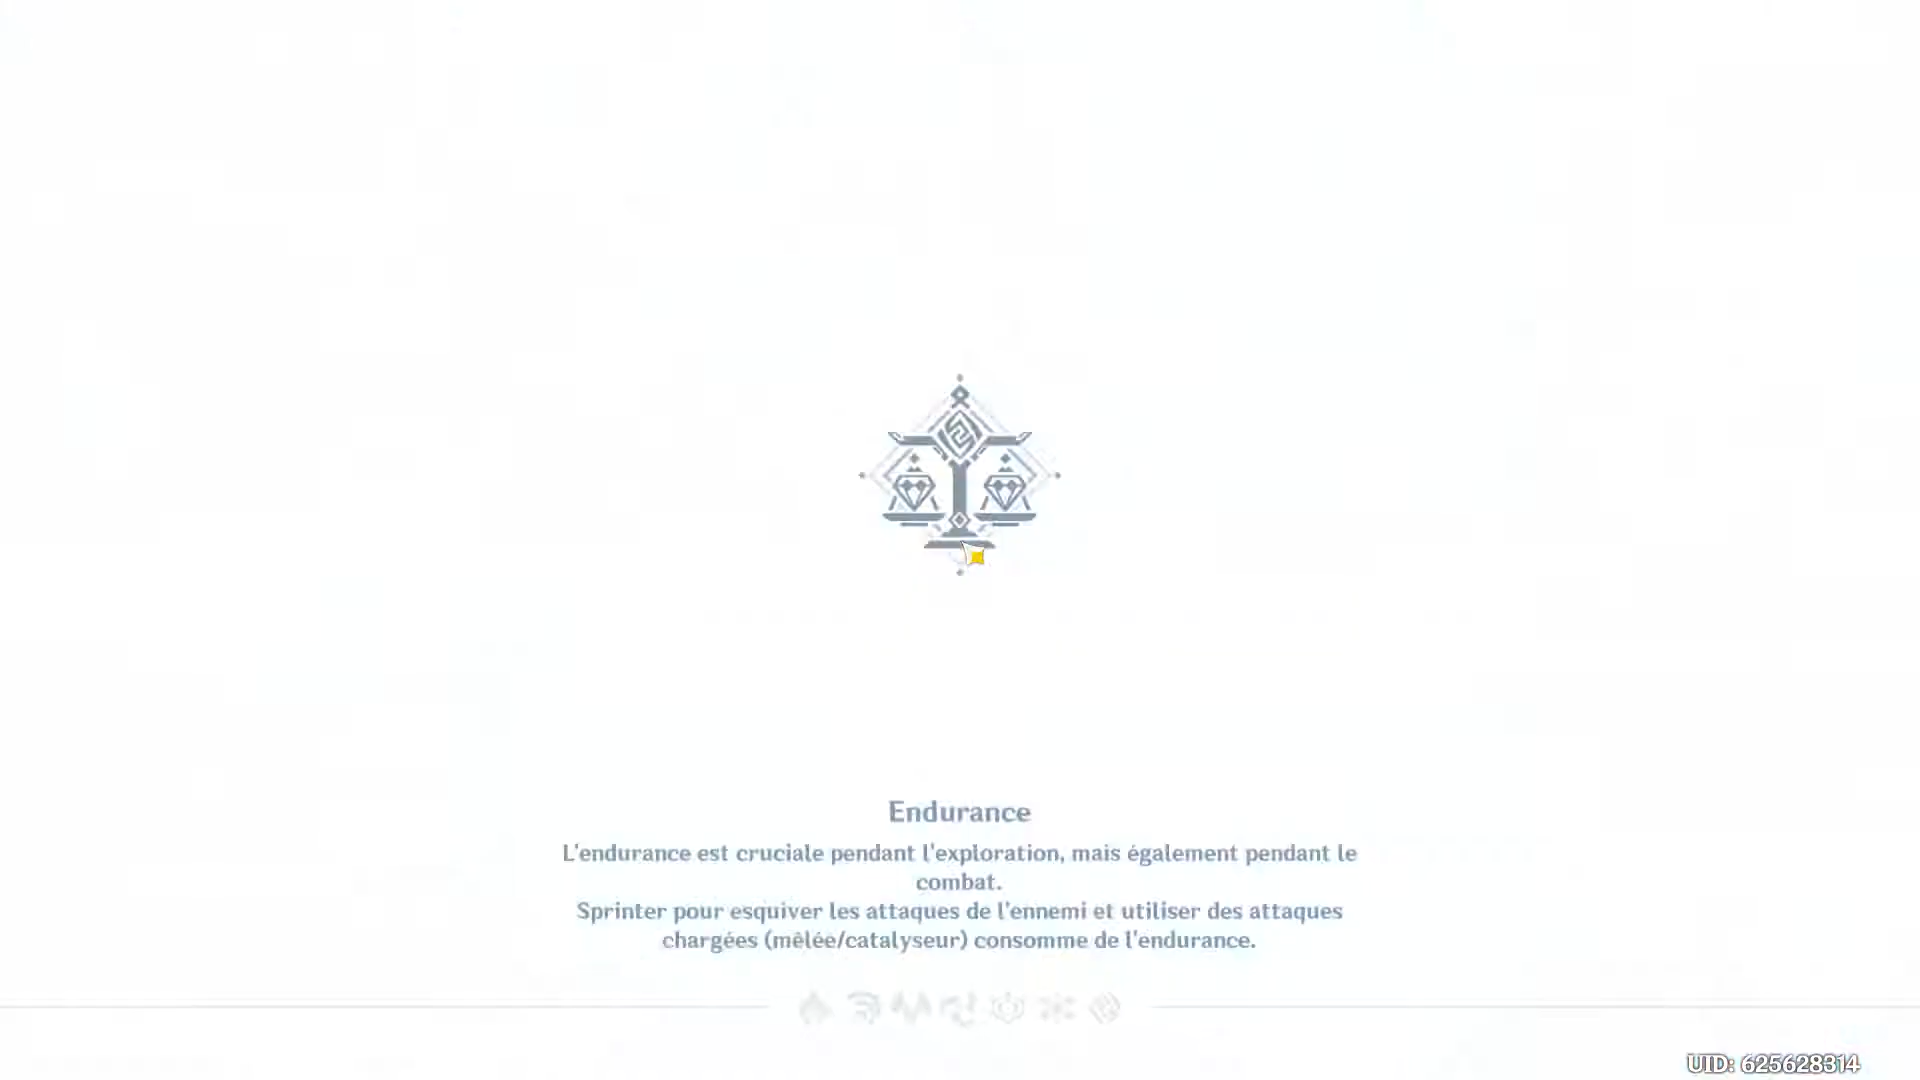 Endurance
L'endurance est cruciale pendant l'exploration, mais également pendant le
combat.
Sprinter pour esquiver les attaques de l'ennemi et utiliser des attaques
chargées (mêlée/catalyseur) consomme de l'endurance.
UID: 625628314